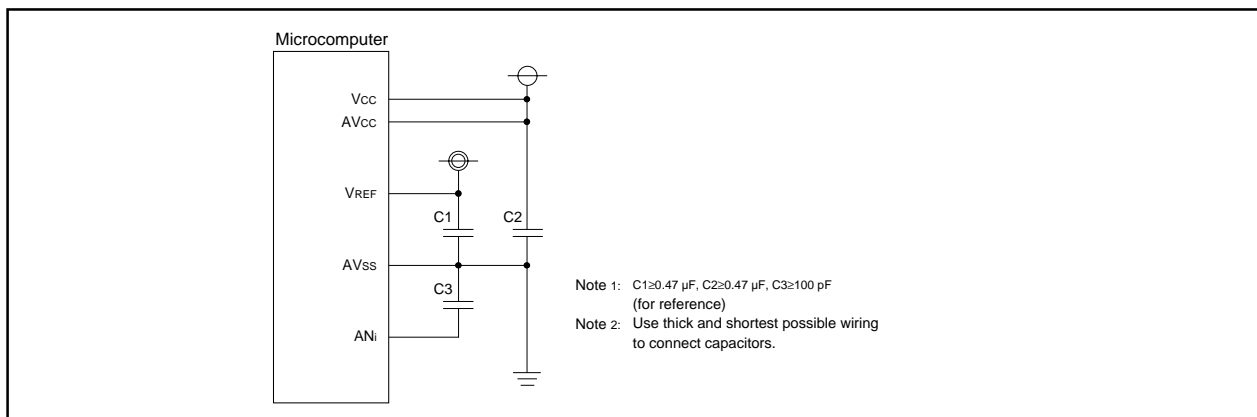 Microcomputer
VCC
AVCC
VREF
C1
C2
AVSS
C3
ANi
Note 1: C1≥0.47 µF, C2≥0.47 µF, C3≥100 pF
(for reference)
Note 2: Use thick and shortest possible wiring
to connect capacitors.